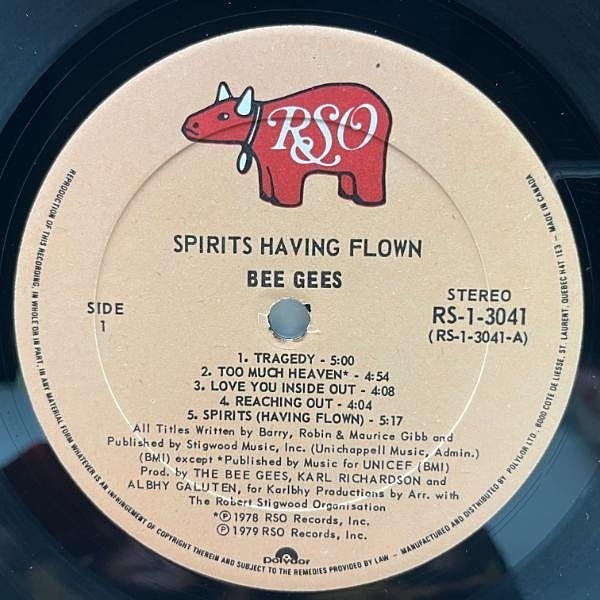 RSO
SPIRITS HAVING FLOWN
BEE GEES
SIDE
1
STEREO
RS-1-3041
(RS-1-3041-A)
1. TRAGEDY - 5:00
2. TOO MUCH HEAVEN* - 4:54
3. LOVE YOU INSIDE OUT - 4:08
4. REACHING OUT - 4:04
5. SPIRITS (HAVING FLOWN) - 5:17
All Titles Written by Barry, Robin & Maurice Gibb and
Published by Stigwood Music, Inc. (Unichappell Music, Admin.)
(BMI) except *Published by Music for UNICEF (BMI)
Prod. by THE BEE GEES, KARL RICHARDSON and
ALBHY GALUTEN, for Karlbhy Productions by Arr. with
The Robert Stigwood Organisation
*Ⓟ 1978 RSO Records, Inc.
Ⓟ 1979 RSO Records, Inc.
polydor
REPRODUCTION OF THIS RECORDING, IN WHOLE OR IN PART, IN ANY MATERIAL FORM WHATEVER IS AN INFRINGEMENT OF COPYRIGHT THEREIN AND SUBJECT TO THE REMEDIES PROVIDED BY LAW – MANUFACTURED AND DISTRIBUTED BY POLYDOR LTD., 6000 COTE DE LIESSE, ST. LAURENT, QUEBEC H4T 1E3 – MADE IN CANADA